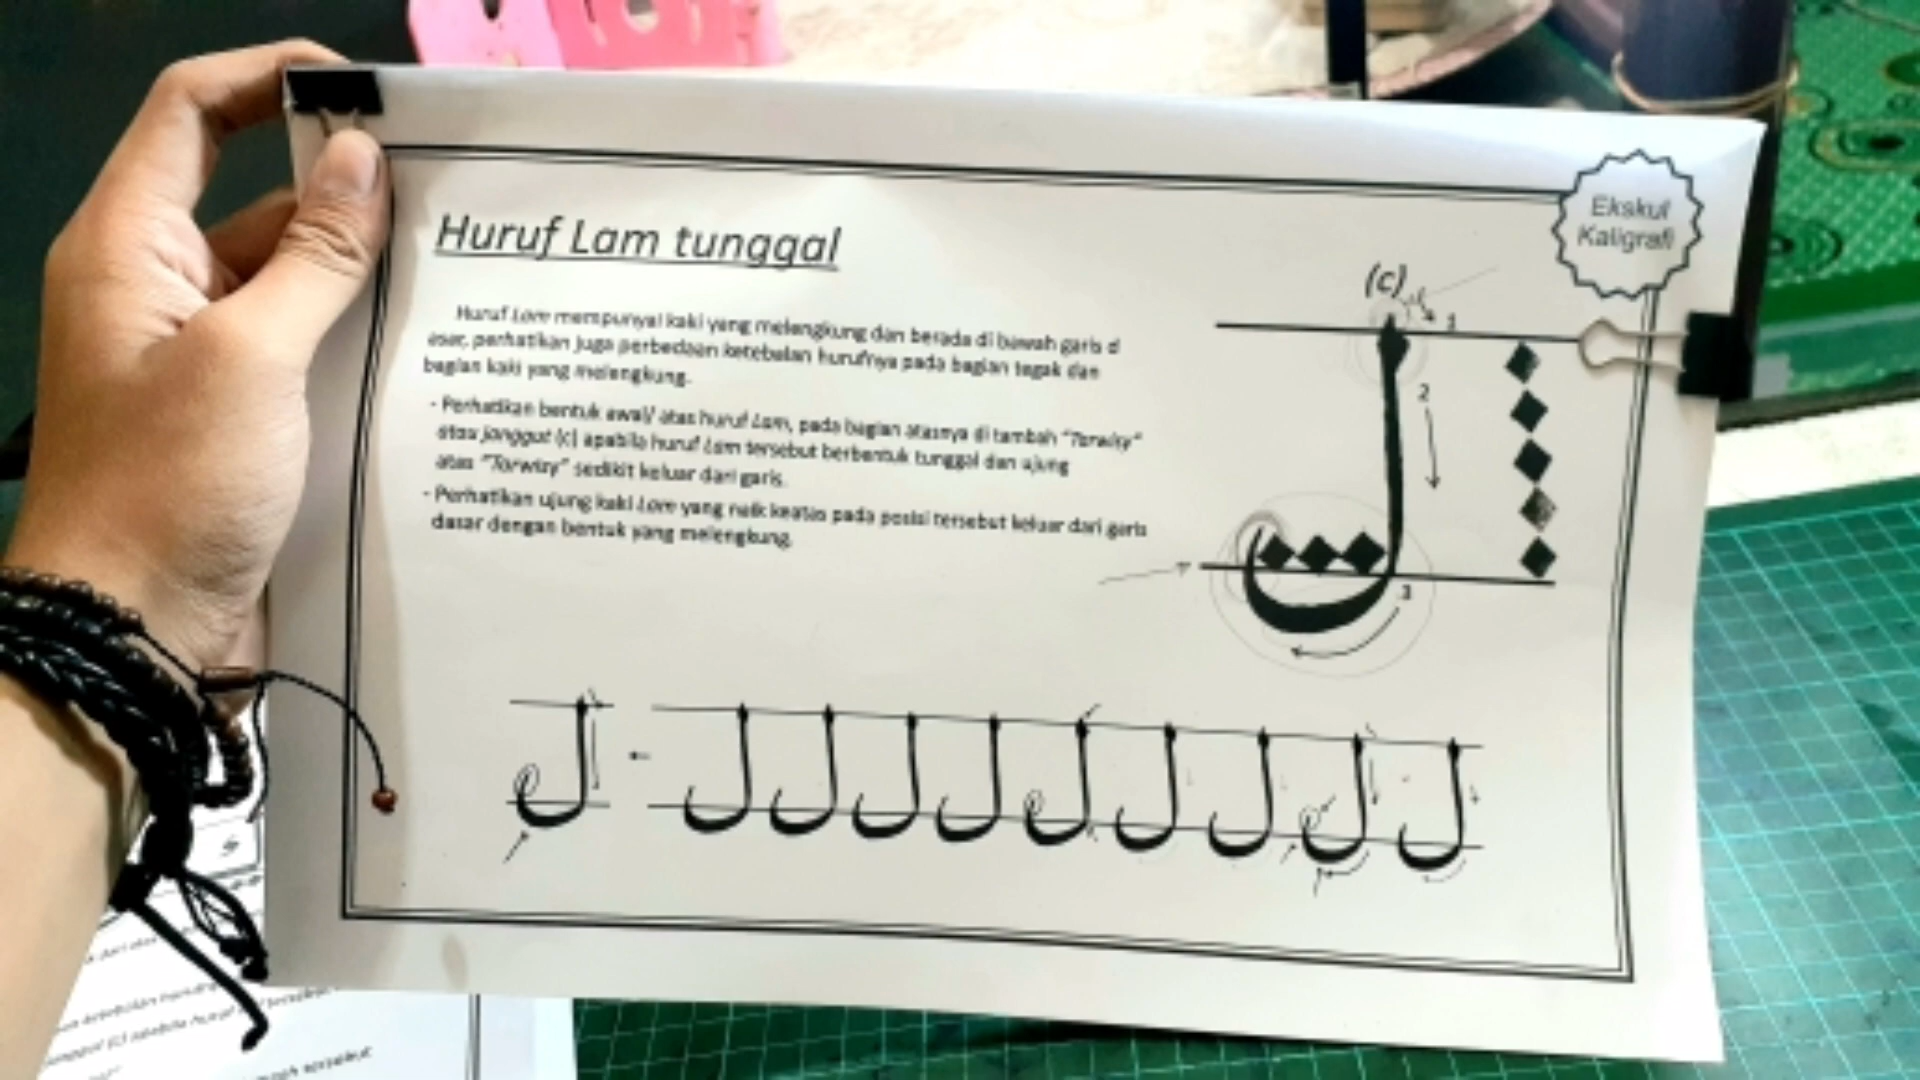 Ekskul
Kaligrafi
Huruf Lam tunggal
Huruf Lam mempunyai kaki yang melengkung dan berada di bawah garis d
asar, perhatikan juga perbedaan ketebalan hurufnya pada bagian tegak dan
bagian kaki yang melengkung.
- Perhatikan bentuk awal/ atas huruf Lam, pada bagian atasnya di tambah "Tarwisy"
atau janggut (c) apabila huruf Lam tersebut berbentuk tunggal dan ujung
atas "Tarwisy" sedikit keluar dari garis.
- Perhatikan ujung kaki Lam yang naik keatas pada posisi tersebut keluar dari garis
dasar dengan bentuk yang melengkung.
(c)
1
2
3
ل
ل ل ل ل ل ل ل ل ل ل